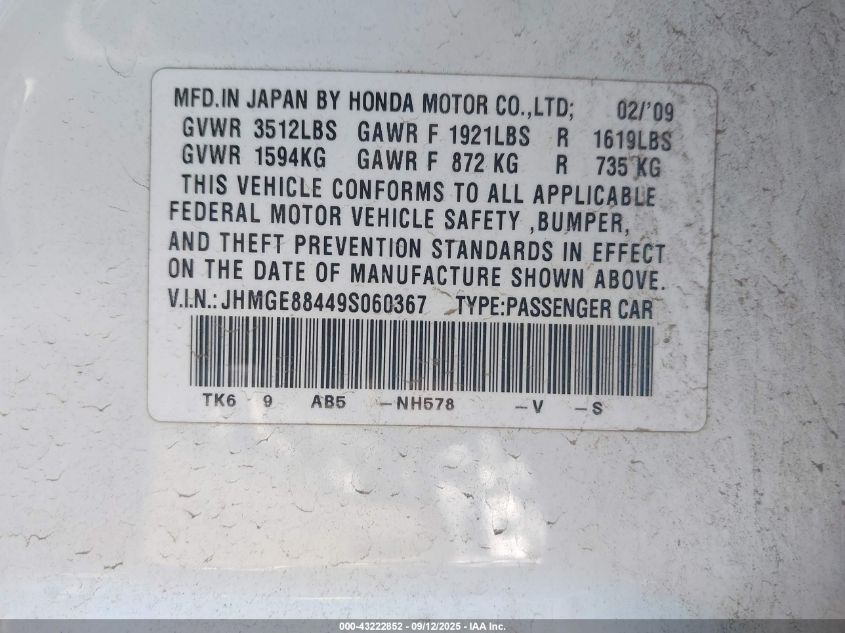 MFD.IN JAPAN BY HONDA MOTOR CO.,LTD; 02/'09
GVWR 3512LBS GAWR F 1921LBS R 1619LBS
GVWR 1594KG GAWR F 872 KG R 735 KG
THIS VEHICLE CONFORMS TO ALL APPLICABLE
FEDERAL MOTOR VEHICLE SAFETY ,BUMPER,
AND THEFT PREVENTION STANDARDS IN EFFECT
ON THE DATE OF MANUFACTURE SHOWN ABOVE.
V.I.N.: JHMGE88449S060367 TYPE:PASSENGER CAR
TK6 9 AB5 -NH578 -V -S
000-43222852 - 09/12/2025 - IAA Inc.